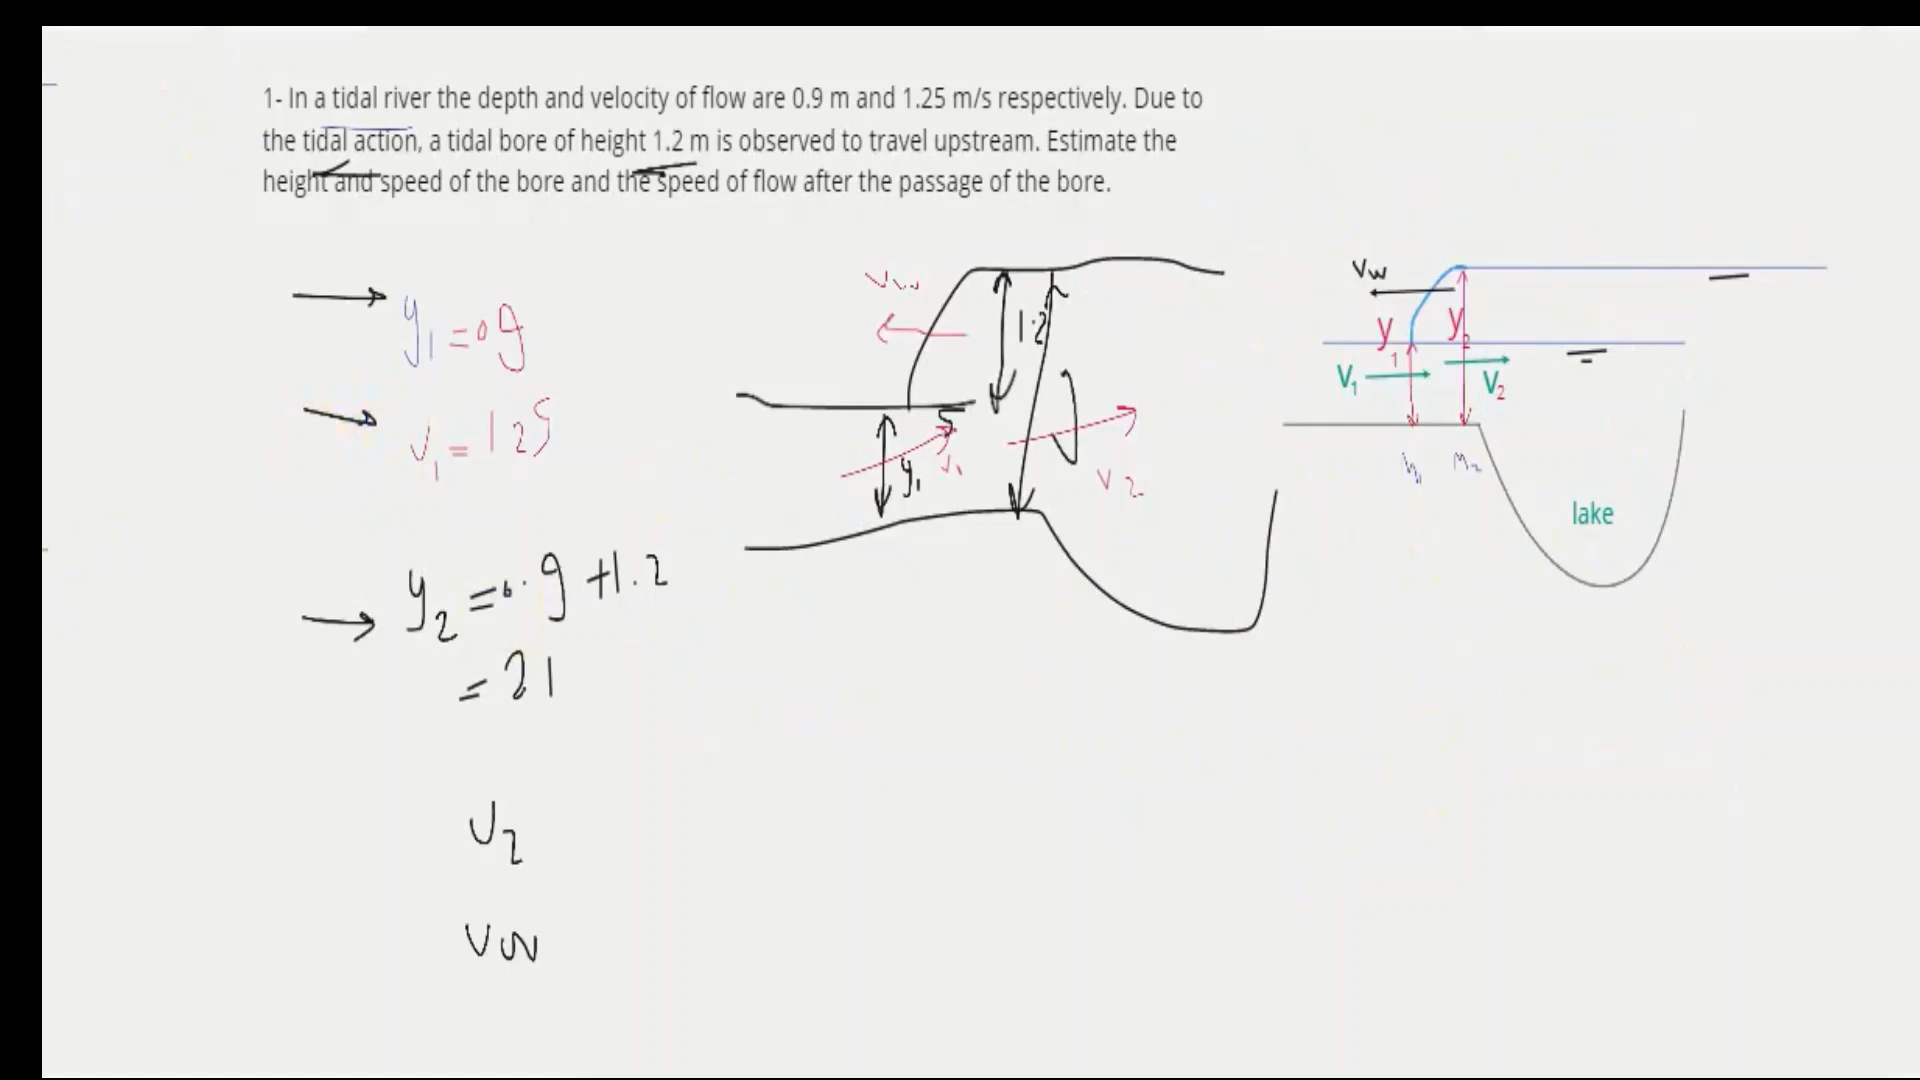 1- In a tidal river the depth and velocity of flow are 0.9 m and 1.25 m/s respectively. Due to
the tidal action, a tidal bore of height 1.2 m is observed to travel upstream. Estimate the
height and speed of the bore and the speed of flow after the passage of the bore.
y1 = 0.9
V1 = 1 25
y2 = 0.9 + 1.2
= 2 1
V2
Vw
Vw
1.2
y1
V1
V2
Vw
y1
y2
V1
V2
lake